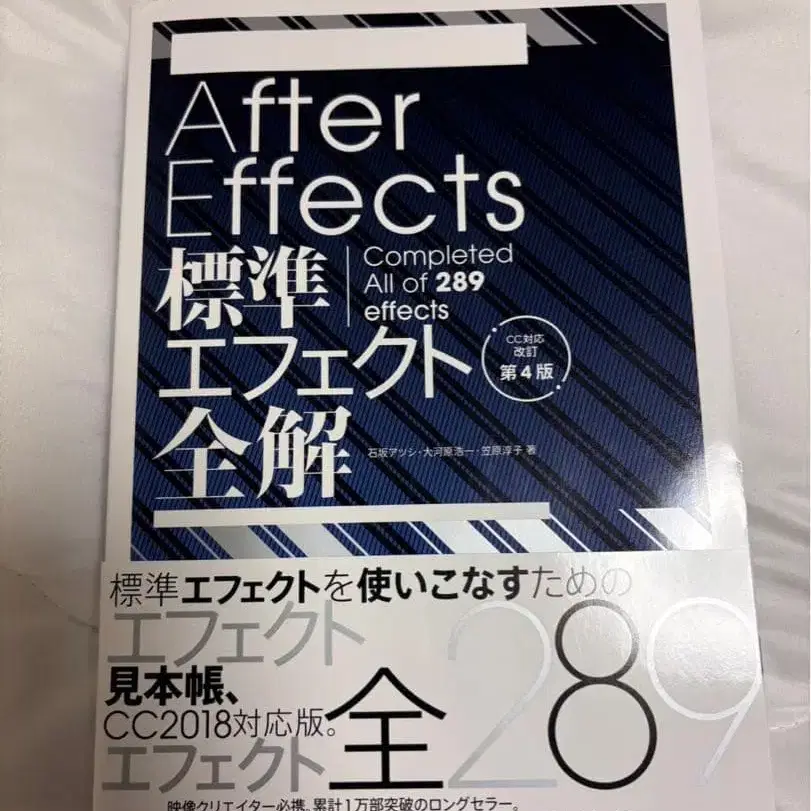 After
Effects
標準
エフェクト
全解
Completed
All of 289
effects
CC対応
改訂
第4版
石坂アツシ・大河原浩一・笠原淳子 著
標準エフェクトを使いこなすための
エフェクト
見本帳、
CC2018対応版。
エフェクト
全289
映像クリエイター必携。累計1万部突破のロングセラー。